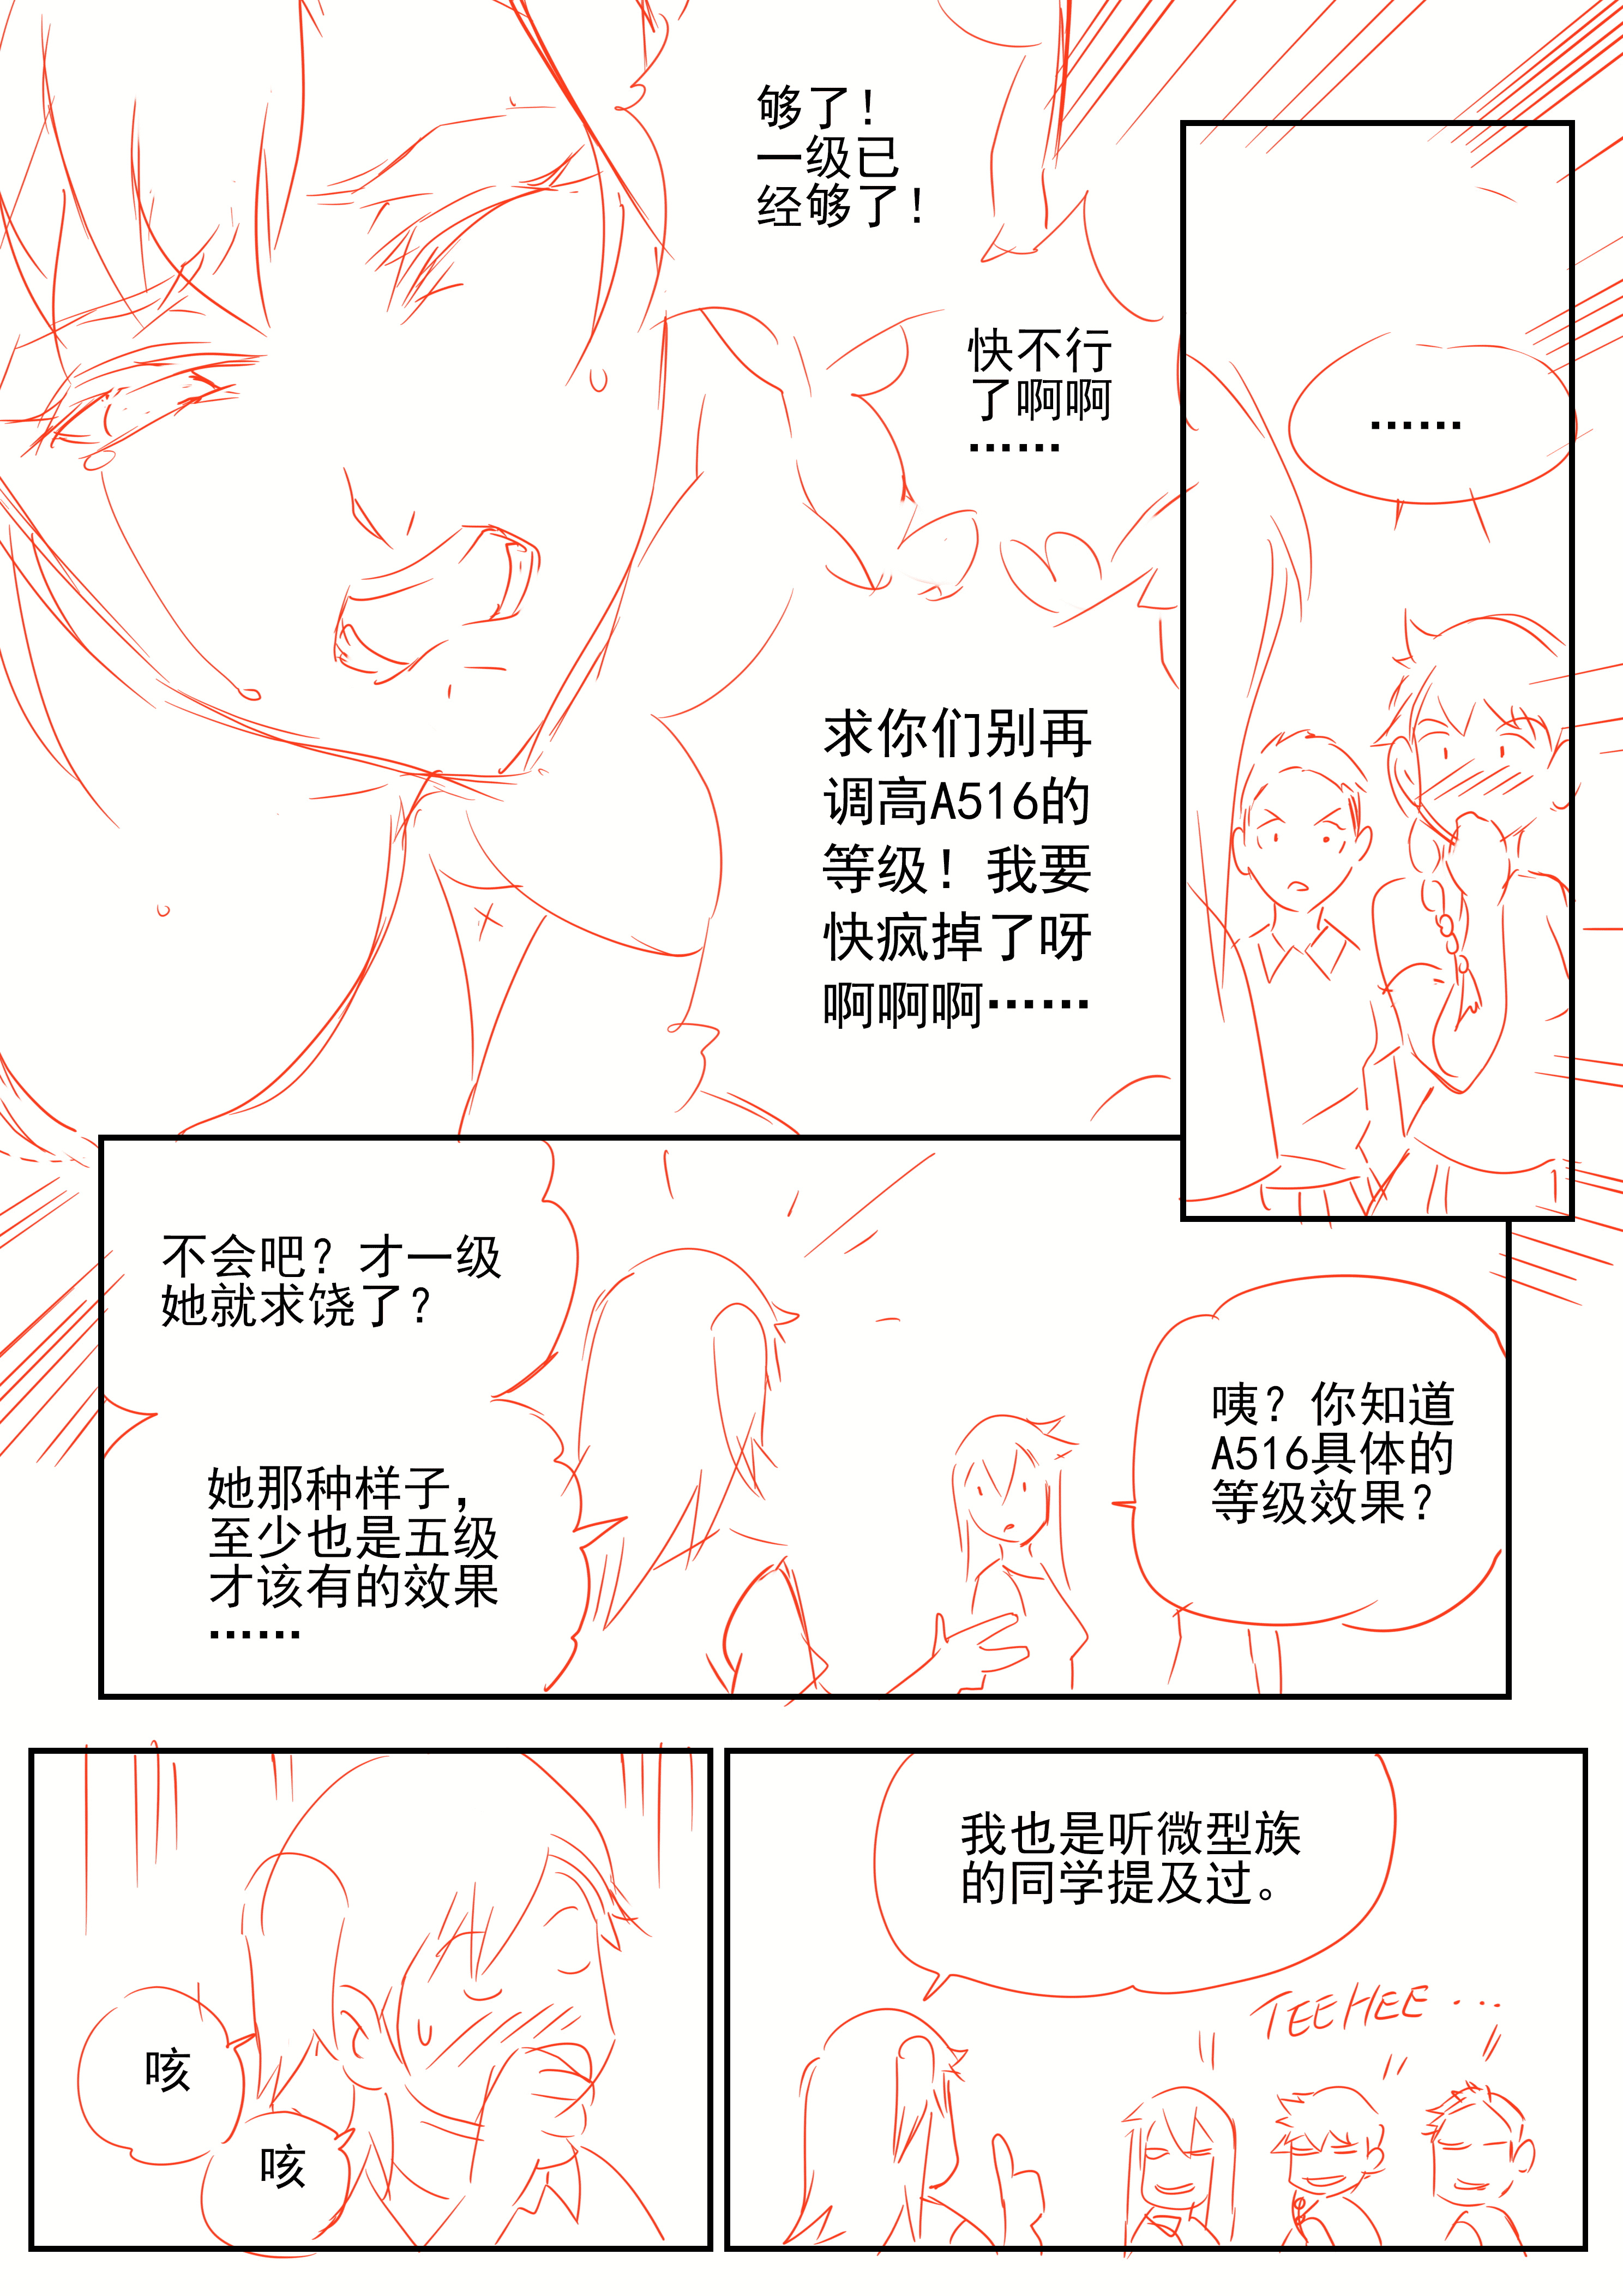 够了！
一级已
经够了！
快不行
了啊啊
……
求你们别再
调高A516的
等级！我要
快疯掉了呀
啊啊啊……
……
不会吧？才一级
她就求饶了？
她那种样子，
至少也是五级
才该有的效果
……
咦？你知道
A516具体的
等级效果？
咳
咳
我也是听微型族
的同学提及过。
TEEHEE...